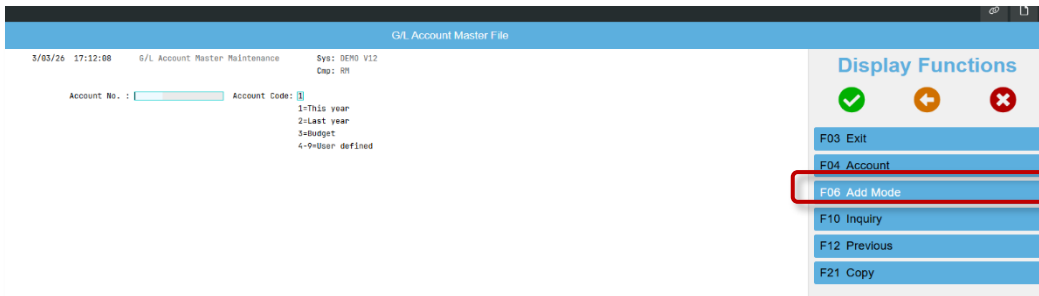 G/L Account Master File
3/03/26 17:12:08 G/L Account Master Maintenance Sys: DEMO V12
Cmp: RM
Account No. : Account Code: 1
1=This year
2=Last year
3=Budget
4-9=User defined
Display Functions
F03 Exit
F04 Account
F06 Add Mode
F10 Inquiry
F12 Previous
F21 Copy